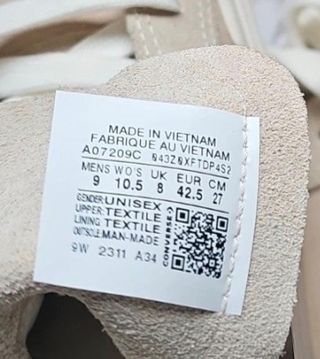 MADE IN VIETNAM
FABRIQUE AU VIETNAM
A07209C 043Z0XFTDP4S2
MENS WO'S UK EUR CM
9 10.5 8 42.5 27
GENDER: UNISEX
UPPER: TEXTILE
LINING: TEXTILE
OUTSOLE: MAN-MADE
9W 2311 A34